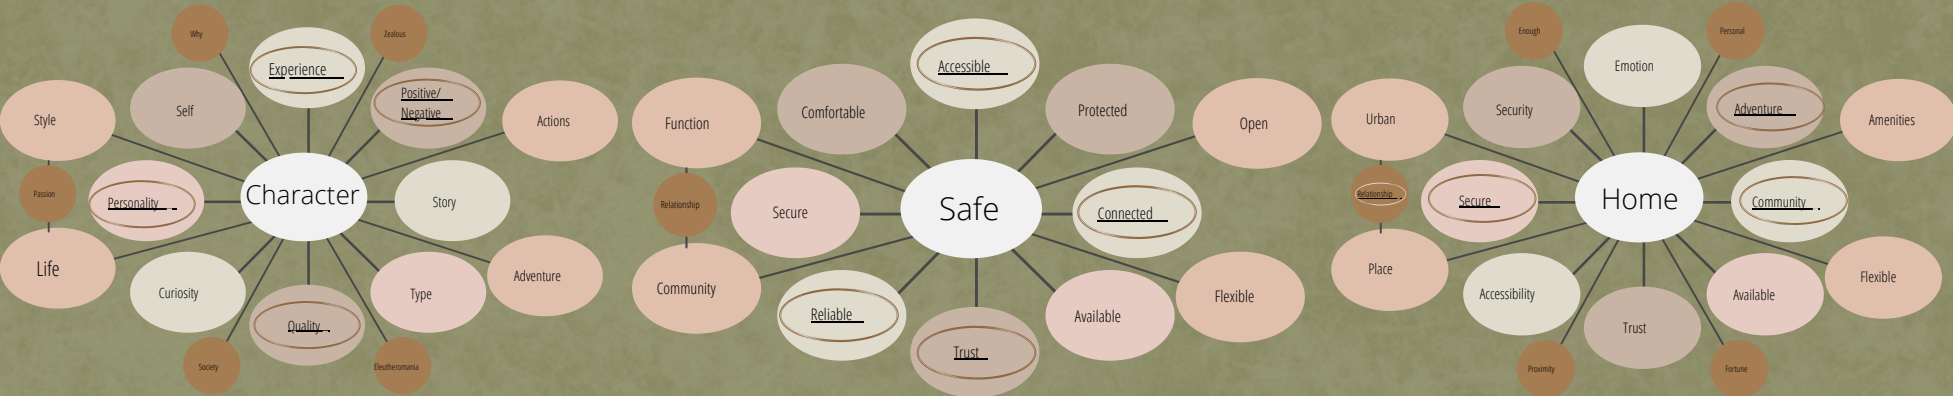 Why
Zealous
Experience
Style
Self
Positive/
Negative
Actions
Passion
Personality
Character
Story
Life
Curiosity
Quality
Type
Adventure
Society
Eleutheromania
Accessible
Function
Comfortable
Protected
Open
Relationship
Secure
Safe
Connected
Community
Reliable
Trust
Available
Flexible
Enough
Personal
Emotion
Urban
Security
Adventure
Amenities
Relationship
Secure
Home
Community
Place
Accessibility
Trust
Available
Flexible
Proximity
Fortune